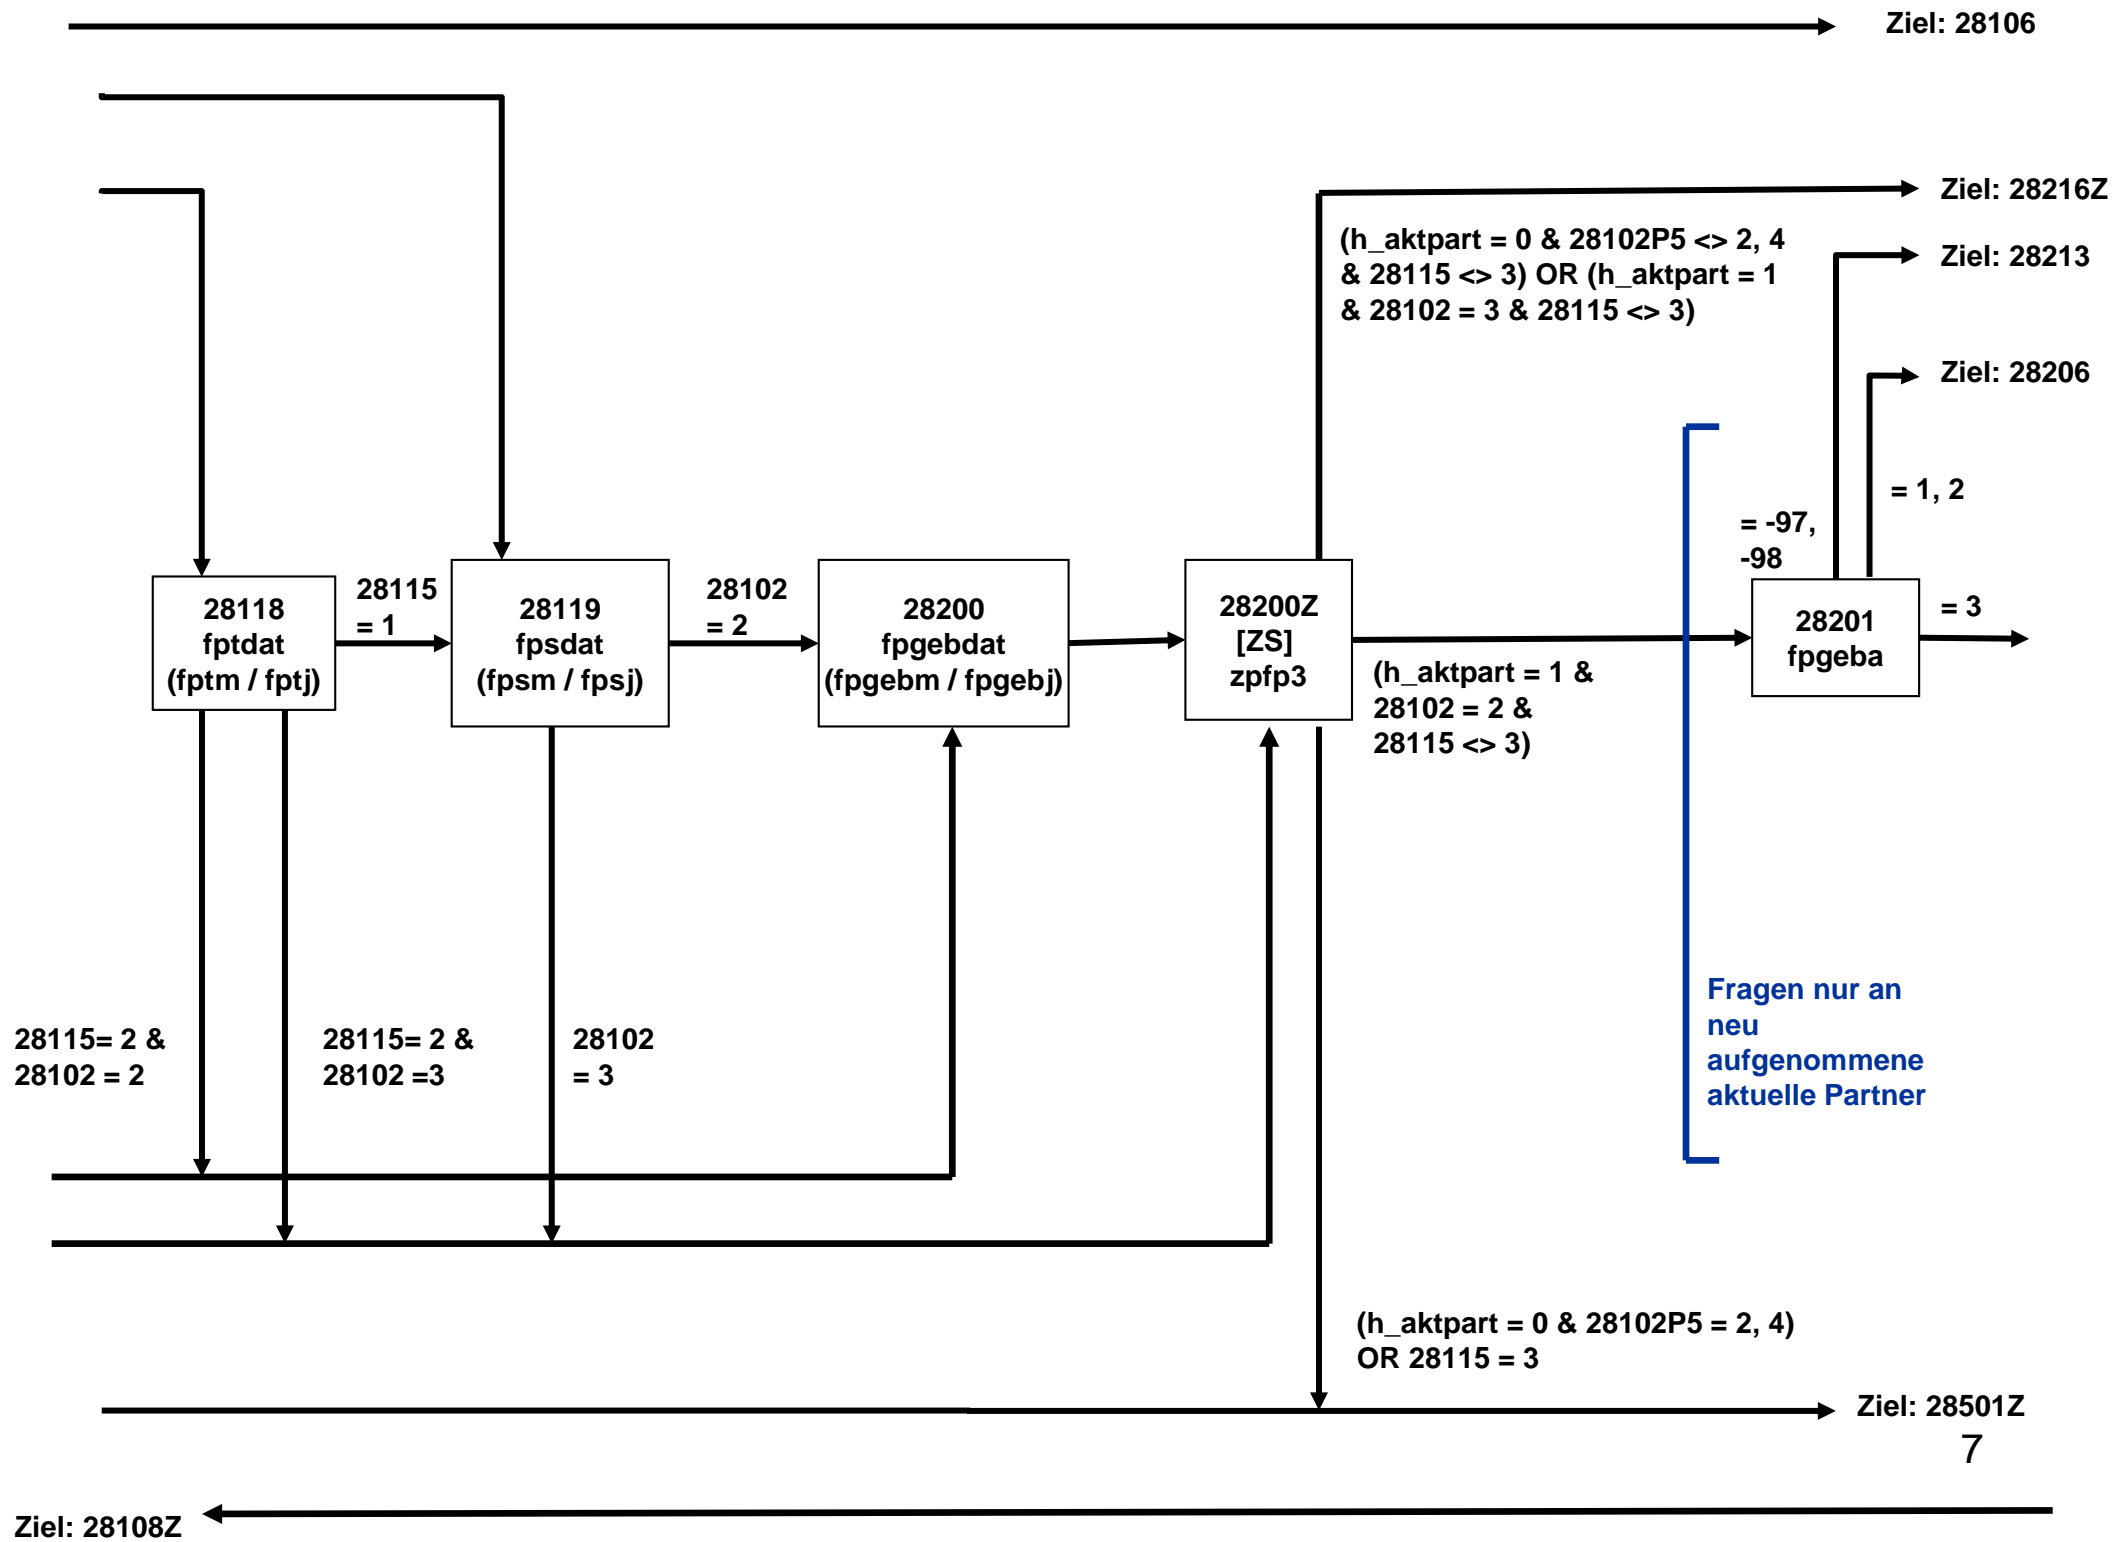 Ziel: 28106
Ziel: 28216Z
(h_aktpart = 0 & 28102P5 <> 2, 4
& 28115 <> 3) OR (h_aktpart = 1
& 28102 = 3 & 28115 <> 3)
Ziel: 28213
Ziel: 28206
= 1, 2
= -97,
-98
28118
fptdat
(fptm / fptj)
28115
= 1
28119
fpsdat
(fpsm / fpsj)
28102
= 2
28200
fpgebdat
(fpgebm / fpgebj)
28200Z
[ZS]
zpfp3
(h_aktpart = 1 &
28102 = 2 &
28115 <> 3)
28201
fpgeba
= 3
Fragen nur an
neu
aufgenommene
aktuelle Partner
28115= 2 &
28102 = 2
28115= 2 &
28102 =3
28102
= 3
(h_aktpart = 0 & 28102P5 = 2, 4)
OR 28115 = 3
Ziel: 28501Z
7
Ziel: 28108Z